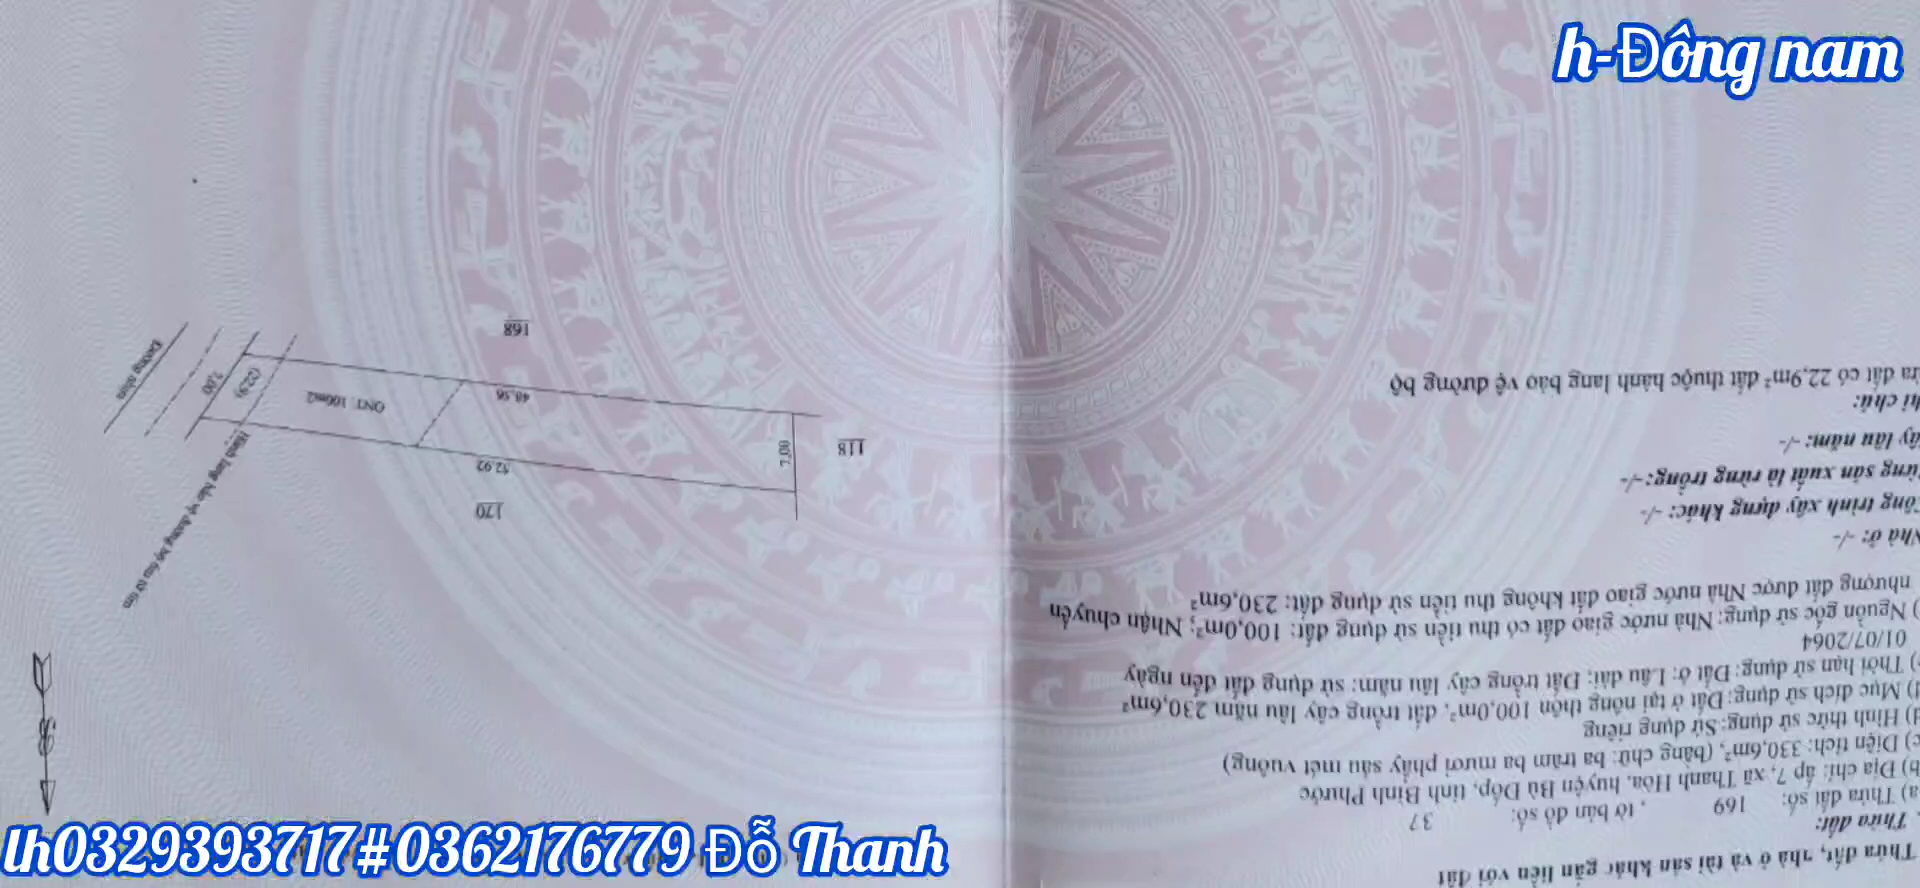 h-Đông nam
Thửa đất, nhà ở và tài sản khác gắn liền với đất
Thửa đất:
a) Thửa đất số: 169 , tờ bản đồ số: 37
b) Địa chỉ: ấp 7, xã Thanh Hòa, huyện Bù Đốp, tỉnh Bình Phước
c) Diện tích: 330,6m², (bằng chữ: ba trăm ba mươi phẩy sáu mét vuông)
d) Hình thức sử dụng: Sử dụng riêng
đ) Mục đích sử dụng: Đất ở tại nông thôn 100,0m², đất trồng cây lâu năm 230,6m²
) Thời hạn sử dụng: Đất ở: Lâu dài; Đất trồng cây lâu năm: sử dụng đất đến ngày
01/07/2064
) Nguồn gốc sử dụng: Nhà nước giao đất có thu tiền sử dụng đất: 100,0m²; Nhận chuyển
nhượng đất được Nhà nước giao đất không thu tiền sử dụng đất: 230,6m²
Nhà ở: -/-
Công trình xây dựng khác: -/-
ừng sản xuất là rừng trồng: -/-
ây lâu năm: -/-
hi chú:
ửa đất có 22,9m² đất thuộc hành lang bảo vệ đường bộ
170
118
168
52.92
7,00
48.56
ONT: 100m2
(22.9)
7,00
Đường nhựa
Hành lang bảo vệ đường bộ
lh0329393717#0362176779 Đỗ Thanh